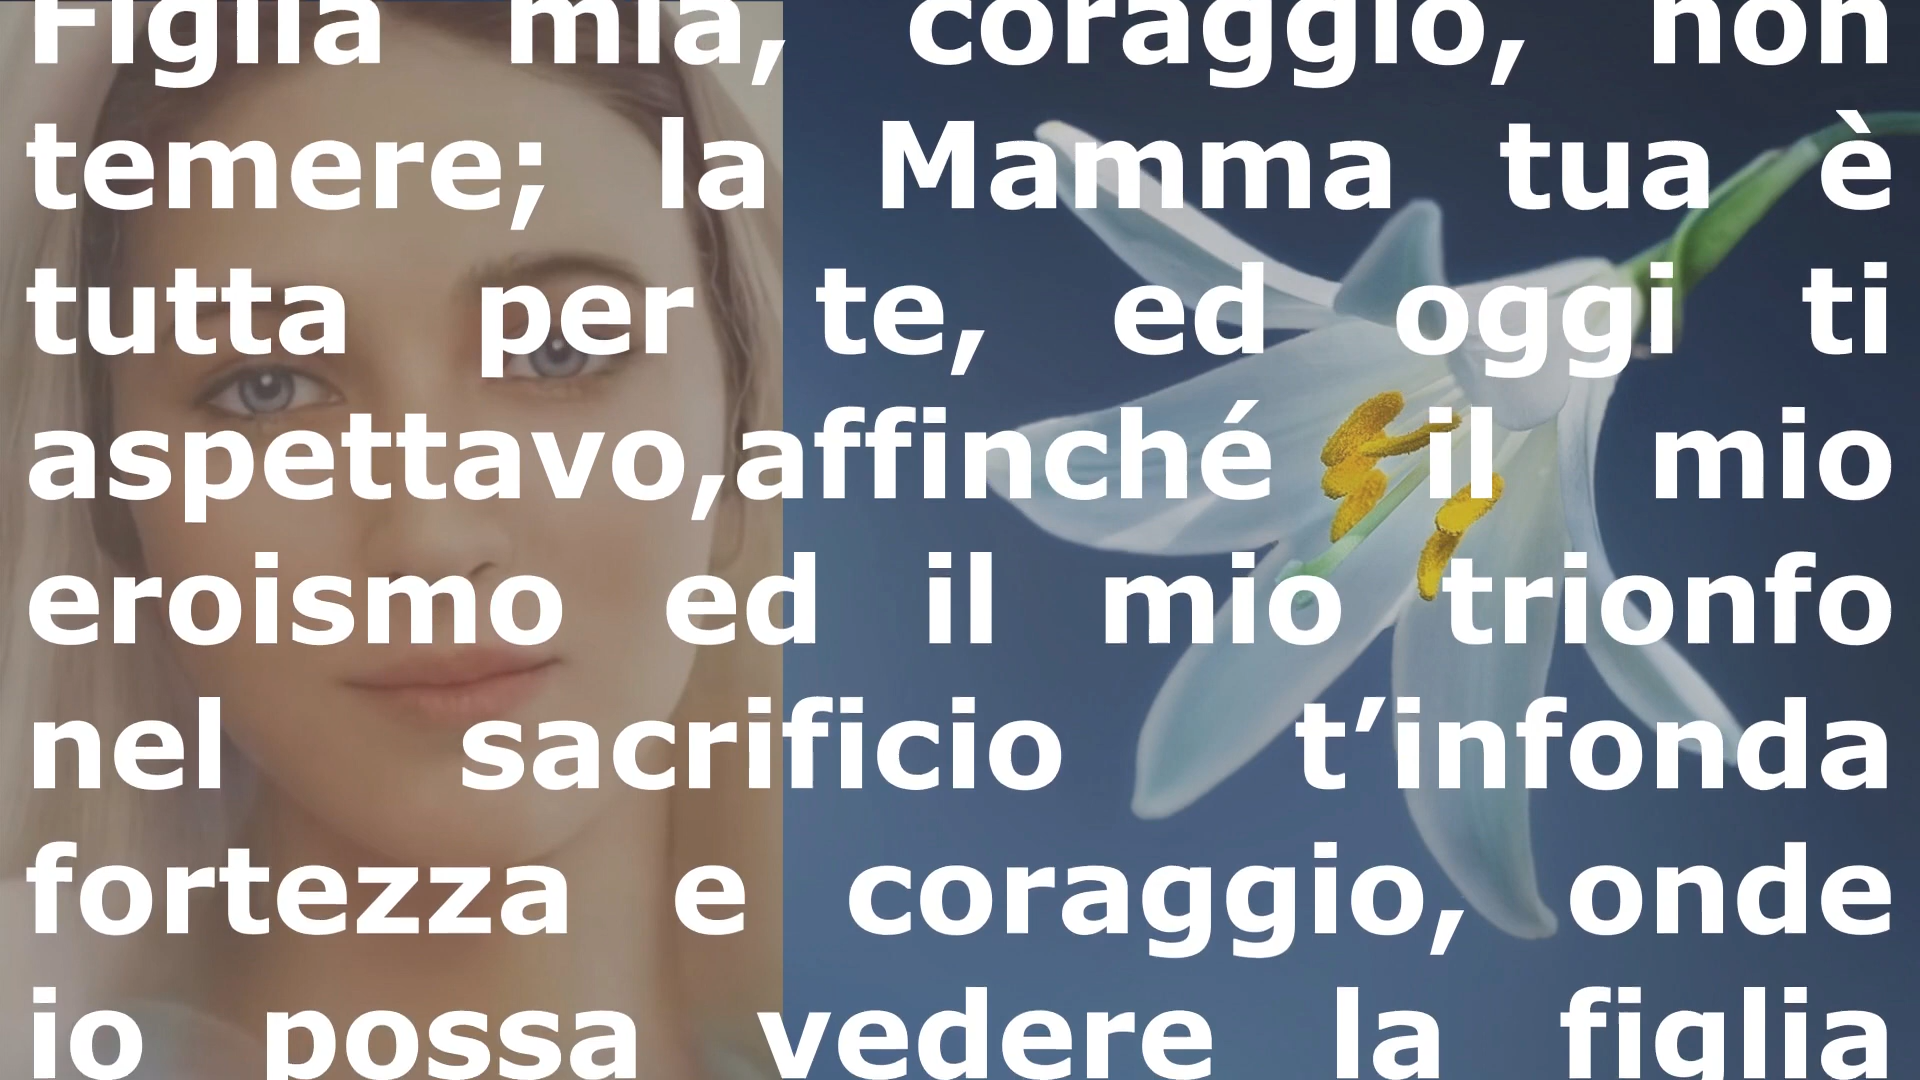 Figlia mia, coraggio, non
temere; la Mamma tua è
tutta per te, ed oggi ti
aspettavo,affinché il mio
eroismo ed il mio trionfo
nel sacrificio t’infonda
fortezza e coraggio, onde
io possa vedere la figlia